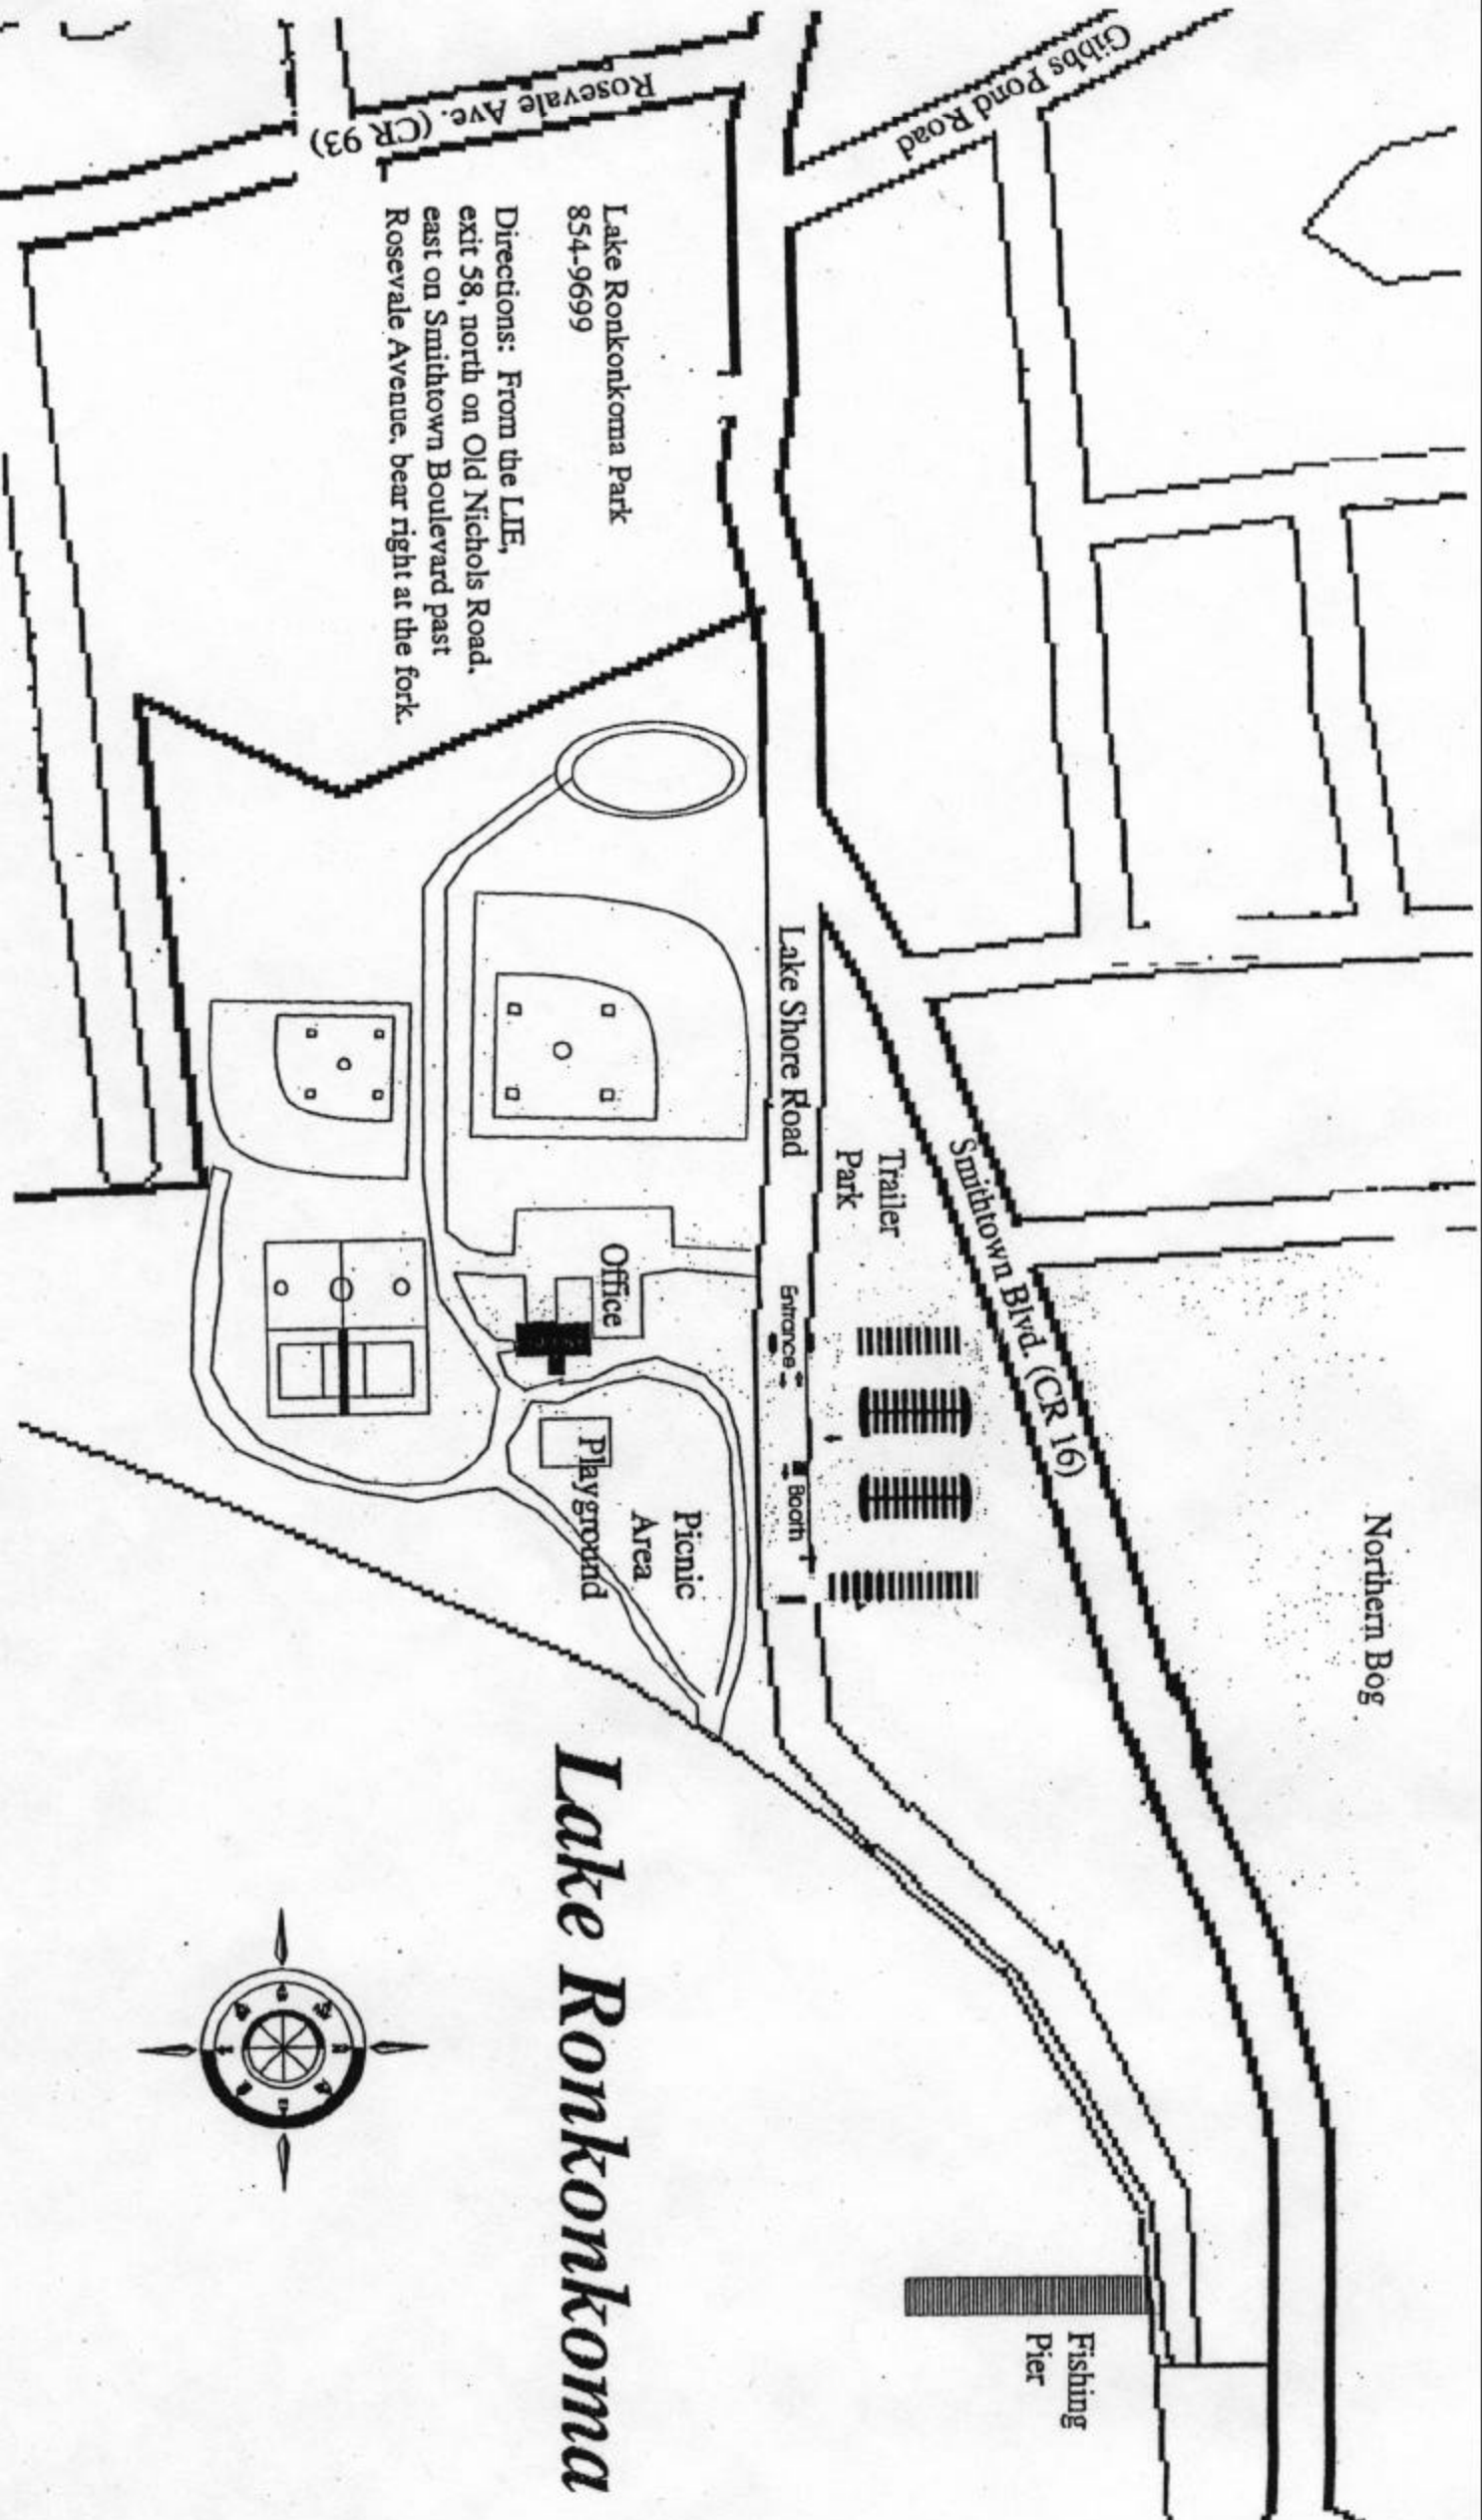 Gibbs Pond Road
Rosevale Ave. (CR 93)
Lake Ronkonkoma Park
854-9699
Directions: From the LIE,
exit 58, north on Old Nichols Road,
east on Smithtown Boulevard past
Rosevale Avenue, bear right at the fork.
Northern Bog
Smithtown Blvd. (CR 16)
Trailer
Park
Lake Shore Road
Entrance
Booth
Office
Picnic
Area
Playground
Fishing
Pier
Lake Ronkonkoma